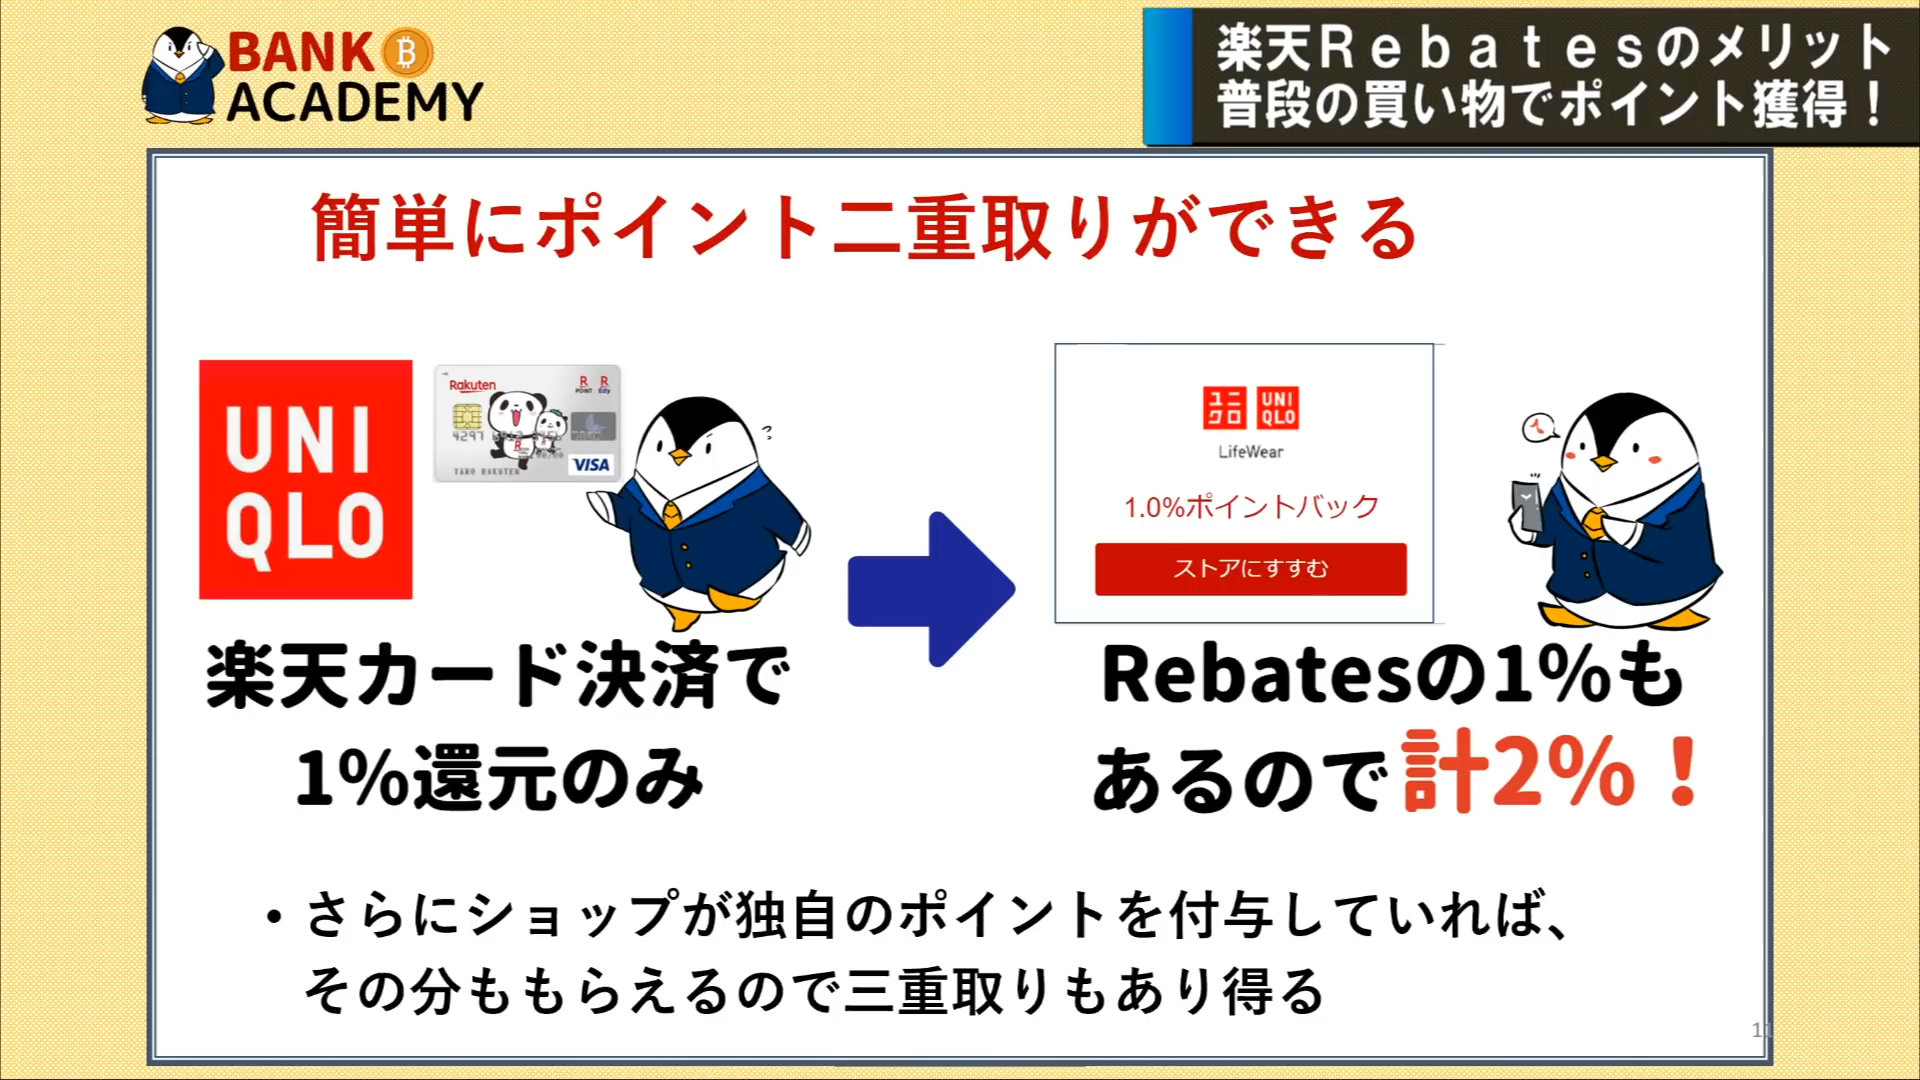 BANK
ACADEMY
楽天Rebatesのメリット
普段の買い物でポイント獲得！
簡単にポイント二重取りができる
UNI
QLO
Rakuten
R POINT
R Edy
TARO RAKUTEN
VISA
ユニ
クロ
UNI
QLO
LifeWear
1.0%ポイントバック
ストアにすすむ
楽天カード決済で
1%還元のみ
Rebatesの1%も
あるので計2%！
・さらにショップが独自のポイントを付与していれば、
その分ももらえるので三重取りもあり得る